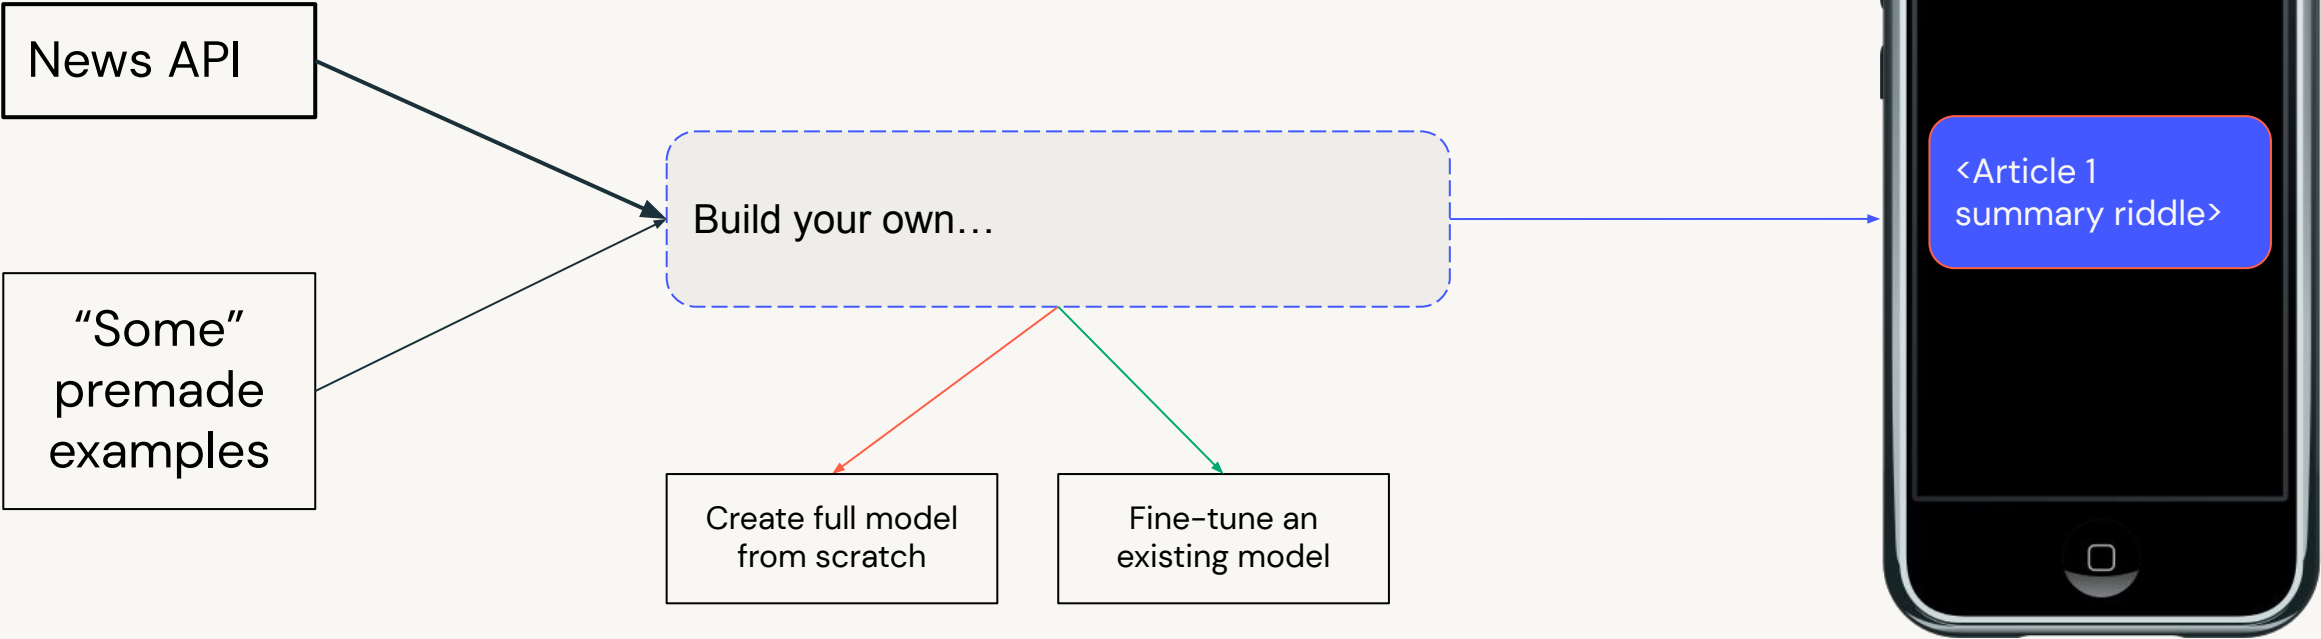 News API
“Some”
premade
examples
Build your own…
Create full model
from scratch
Fine-tune an
existing model
<Article 1
summary riddle>